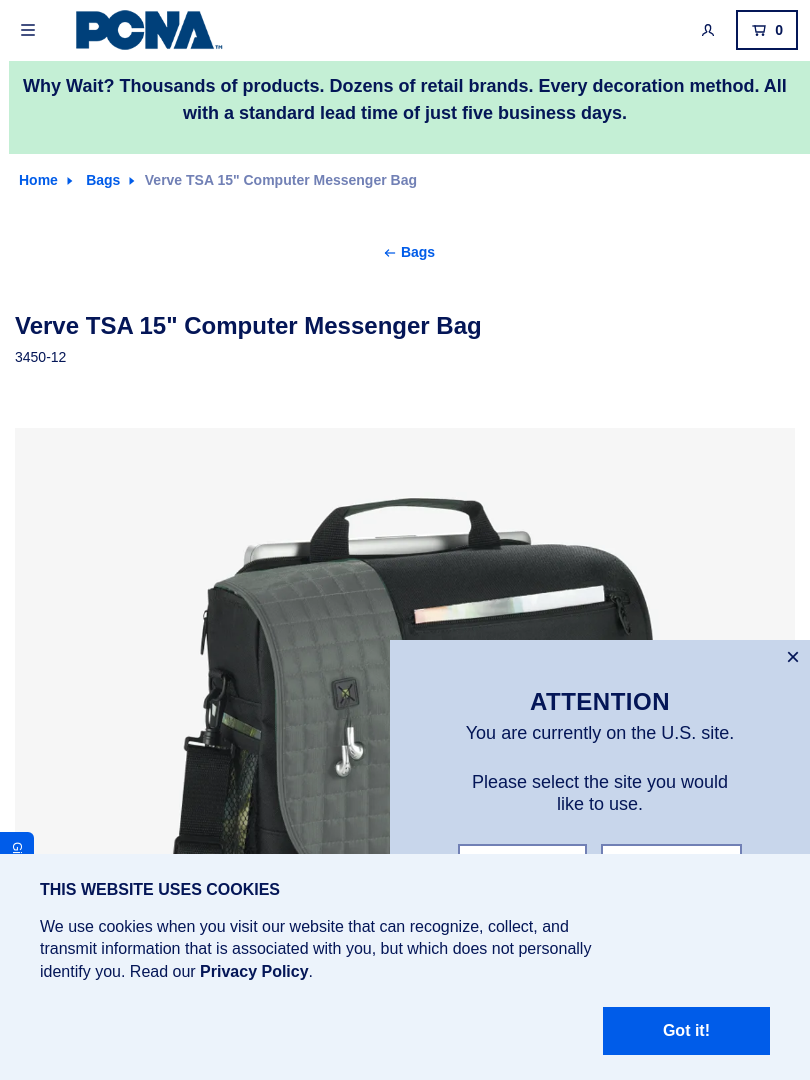 PCNA™
0
Why Wait? Thousands of products. Dozens of retail brands. Every decoration method. All
with a standard lead time of just five business days.
Home Bags Verve TSA 15" Computer Messenger Bag
← Bags
Verve TSA 15" Computer Messenger Bag
3450-12
ATTENTION
You are currently on the U.S. site.
Please select the site you would
like to use.
THIS WEBSITE USES COOKIES
We use cookies when you visit our website that can recognize, collect, and
transmit information that is associated with you, but which does not personally
identify you. Read our Privacy Policy.
Got it!